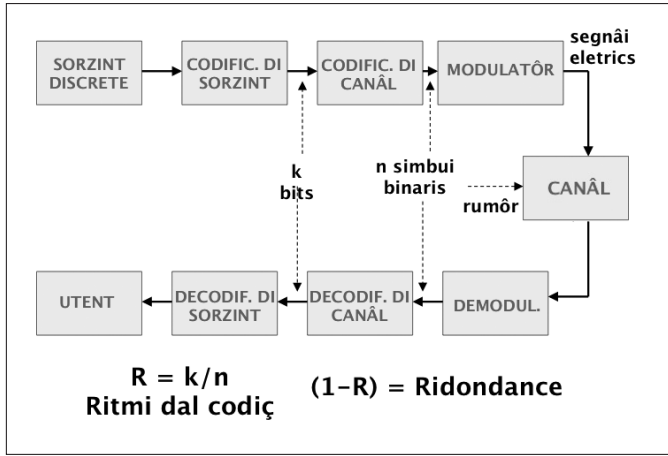 segnâi
eletrics
SORZINT
DISCRETE
CODIFIC. DI
SORZINT
CODIFIC. DI
CANÂL
MODULATÔR
k
bits
n simbui
binaris
rumôr
CANÂL
UTENT
DECODIF. DI
SORZINT
DECODIF. DI
CANÂL
DEMODUL.
R = k/n
Ritmi dal codiç
(1-R) = Ridondance